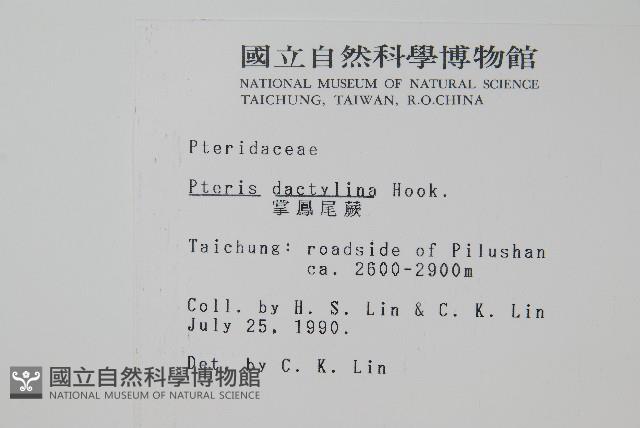 國立自然科學博物館
NATIONAL MUSEUM OF NATURAL SCIENCE
TAICHUNG, TAIWAN, R.O.CHINA
Pteridaceae
Pteris dactylina Hook.
掌鳳尾蕨
Taichung: roadside of Pilushan
ca. 2600-2900m
Coll. by H. S. Lin & C. K. Lin
July 25, 1990.
Det. by C. K. Lin
國立自然科學博物館
NATIONAL MUSEUM OF NATURAL SCIENCE